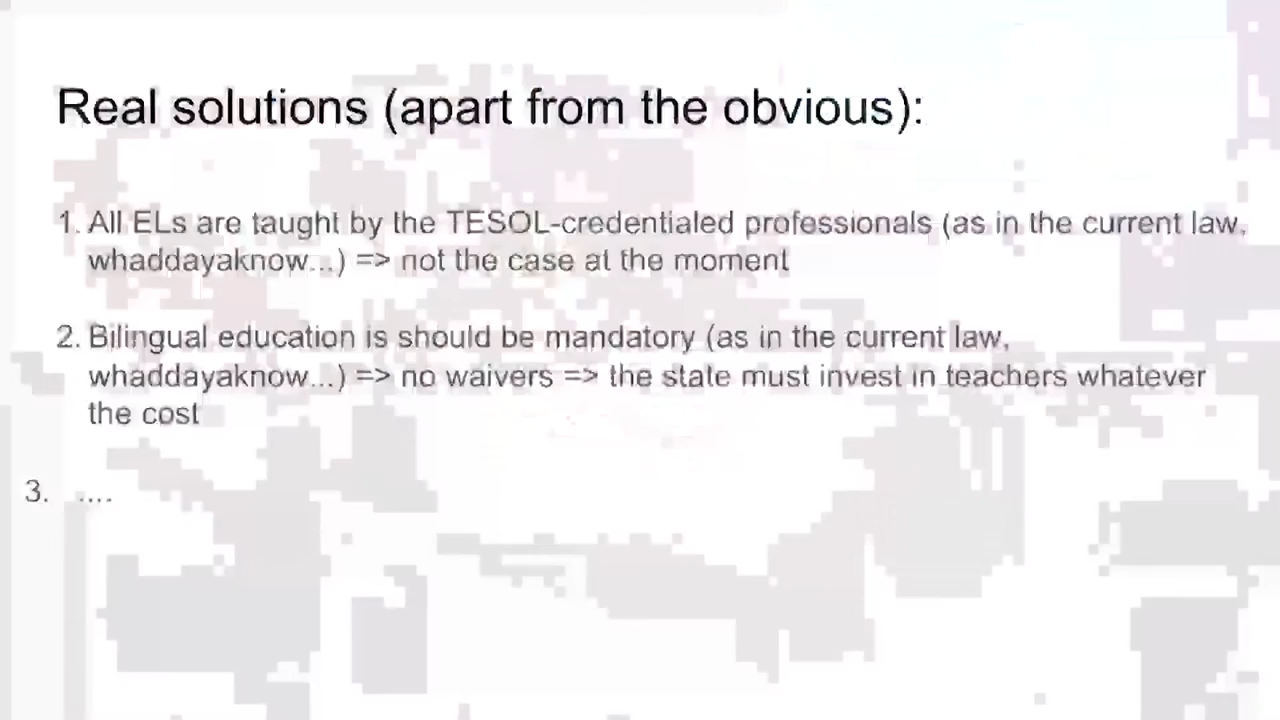 Real solutions (apart from the obvious):
1. All ELs are taught by the TESOL-credentialed professionals (as in the current law,
whaddayaknow...) => not the case at the moment
2. Bilingual education is should be mandatory (as in the current law,
whaddayaknow...) => no waivers => the state must invest in teachers whatever
the cost
3. ....